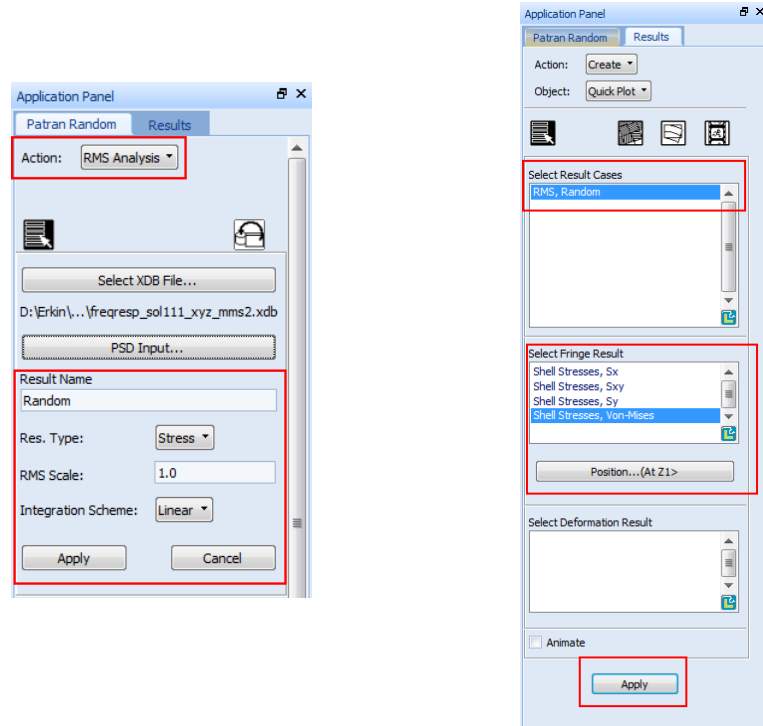 Application Panel
Patran Random Results
Action: RMS Analysis
Select XDB File...
D:\Erkin\...\freqresp_sol111_xyz_mms2.xdb
PSD Input...
Result Name
Random
Res. Type: Stress
RMS Scale: 1.0
Integration Scheme: Linear
Apply Cancel
Application Panel
Patran Random Results
Action: Create
Object: Quick Plot
Select Result Cases
RMS, Random
Select Fringe Result
Shell Stresses, Sx
Shell Stresses, Sxy
Shell Stresses, Sy
Shell Stresses, Von-Mises
Position...(At Z1>
Select Deformation Result
Animate
Apply